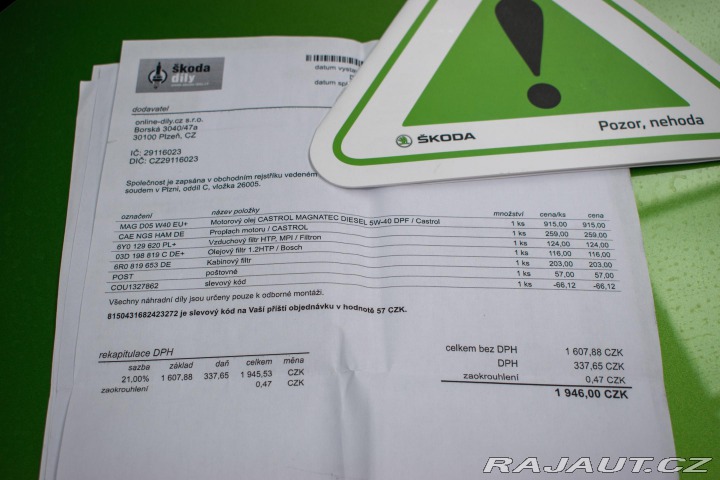 škoda
díly
datum
datum
dodavatel
online-dily.cz s.r.o.
Borská 3040/47a
30100 Plzeň, CZ
IČ: 29116023
DIČ: CZ29116023
Společnost je zapsána v obchodním rejstříku vedeném
soudem v Plzni, oddíl C, vložka 26005.
označení název položky množství cena/ks cena
MAG D05 W40 EU+ Motorový olej CASTROL MAGNATEC DIESEL 5W-40 DPF / Castrol 1 ks 915,00 915,00
CAE NGS HAM DE Proplach motoru / CASTROL 1 ks 259,00 259,00
6Y0 129 620 PL+ Vzduchový filtr HTP, MPI / Filtron 1 ks 124,00 124,00
03D 198 819 C DE+ Olejový filtr 1.2HTP / Bosch 1 ks 116,00 116,00
6R0 819 653 DE Kabinový filtr 1 ks 203,00 203,00
POST poštovné 1 ks 57,00 57,00
COU1327862 slevový kód 1 ks -66,12 -66,12
Všechny náhradní díly jsou určeny pouze k odborné montáži.
8150431682423272 je slevový kód na Vaší příští objednávku v hodnotě 57 CZK.
rekapitulace DPH
sazba základ daň celkem měna
21,00% 1 607,88 337,65 1 945,53 CZK
zaokrouhlení 0,47 CZK
celkem bez DPH 1 607,88 CZK
DPH 337,65 CZK
zaokrouhlení 0,47 CZK
1 946,00 CZK
ŠKODA
Pozor, nehoda
RAJAUT.CZ